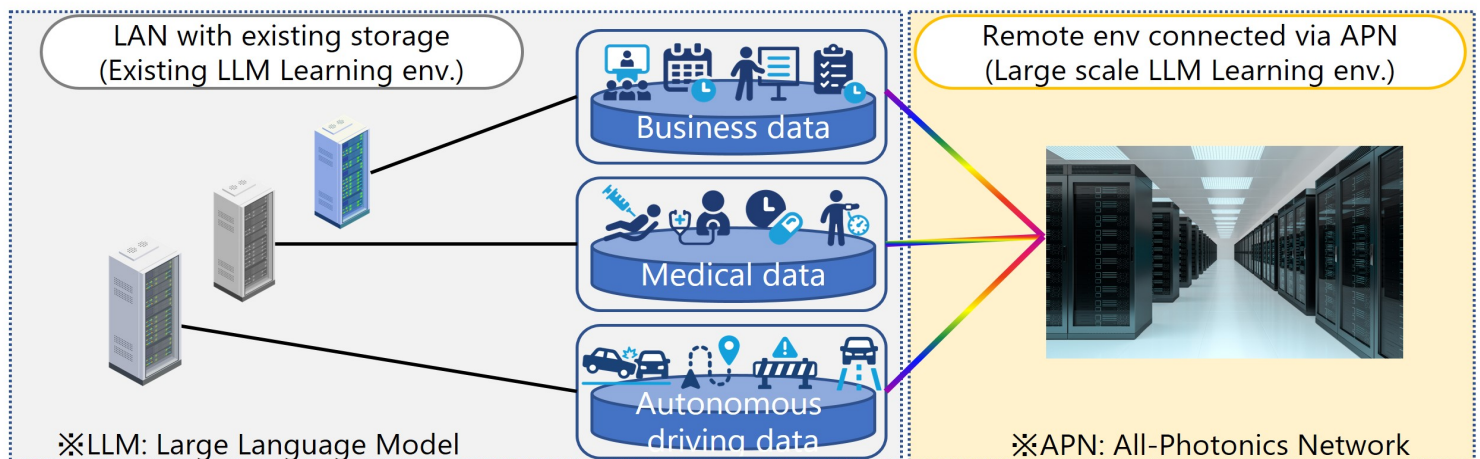 LAN with existing storage
(Existing LLM Learning env.)
Remote env connected via APN
(Large scale LLM Learning env.)
Business data
Medical data
Autonomous
driving data
※LLM: Large Language Model
※APN: All-Photonics Network